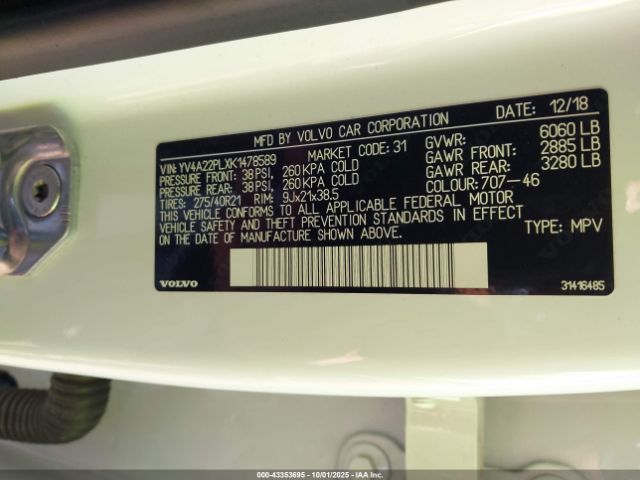 MFD BY VOLVO CAR CORPORATION DATE: 12/18
VIN: YV4A22PLXK1478589 MARKET CODE: 31 GVWR: 6060 LB
PRESSURE FRONT: 38 PSI, 260 KPA COLD GAWR FRONT: 2885 LB
PRESSURE REAR: 38 PSI, 260 KPA COLD GAWR REAR: 3280 LB
TIRES: 275/40R21 RIM: 9Jx21x38.5 COLOUR: 707-46
THIS VEHICLE CONFORMS TO ALL APPLICABLE FEDERAL MOTOR
VEHICLE SAFETY AND THEFT PREVENTION STANDARDS IN EFFECT
ON THE DATE OF MANUFACTURE SHOWN ABOVE. TYPE: MPV
VOLVO 31416485
000-43353695 - 10/01/2025 - IAAI.com